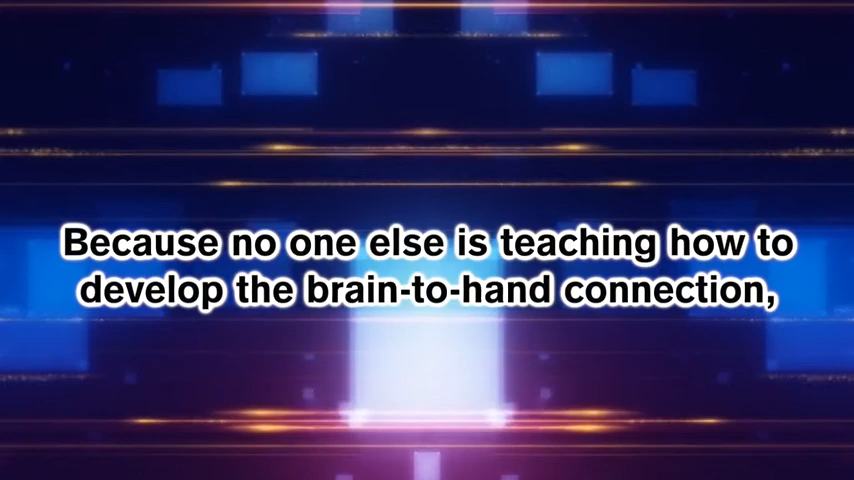 Because no one else is teaching how to
develop the brain-to-hand connection,